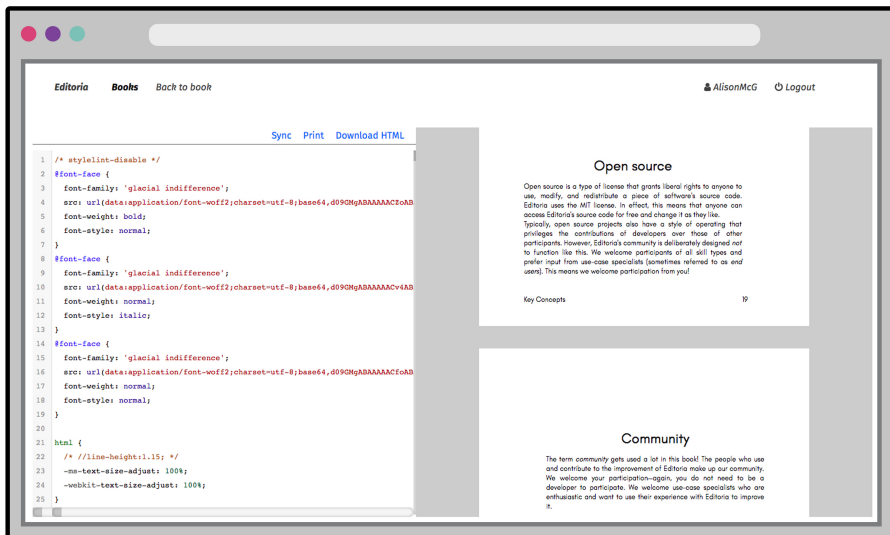 Editoria Books Back to book AlisonMcG Logout
Sync Print Download HTML
1 /* stylelint-disable */
2 @font-face {
3 font-family: 'glacial indifference';
4 src: url(data:application/font-woff2;charset=utf-8;base64,d09GMgABAAAAACZoAB
5 font-weight: bold;
6 font-style: normal;
7 }
8 @font-face {
9 font-family: 'glacial indifference';
10 src: url(data:application/font-woff2;charset=utf-8;base64,d09GMgABAAAAACv4AB
11 font-weight: normal;
12 font-style: italic;
13 }
14 @font-face {
15 font-family: 'glacial indifference';
16 src: url(data:application/font-woff2;charset=utf-8;base64,d09GMgABAAAAACfoAB
17 font-weight: normal;
18 font-style: normal;
19 }
20
21 html {
22 /* //line-height:1.15; */
23 -ms-text-size-adjust: 100%;
24 -webkit-text-size-adjust: 100%;
25 }
Open source
Open source is a type of license that grants liberal rights to anyone to
use, modify, and redistribute a piece of software's source code.
Editoria uses the MIT license. In effect, this means that anyone can
access Editoria's source code for free and change it as they like.
Typically, open source projects also have a style of operating that
privileges the contributions of developers over those of other
participants. However, Editoria's community is deliberately designed not
to function like this. We welcome participants of all skill types and
prefer input from use-case specialists (sometimes referred to as end
users). This means we welcome participation from you!
Key Concepts 19
Community
The term community gets used a lot in this book! The people who use
and contribute to the improvement of Editoria make up our community.
We welcome your participation—again, you do not need to be a
developer to participate. We welcome use-case specialists who are
enthusiastic and want to use their experience with Editoria to improve
it.